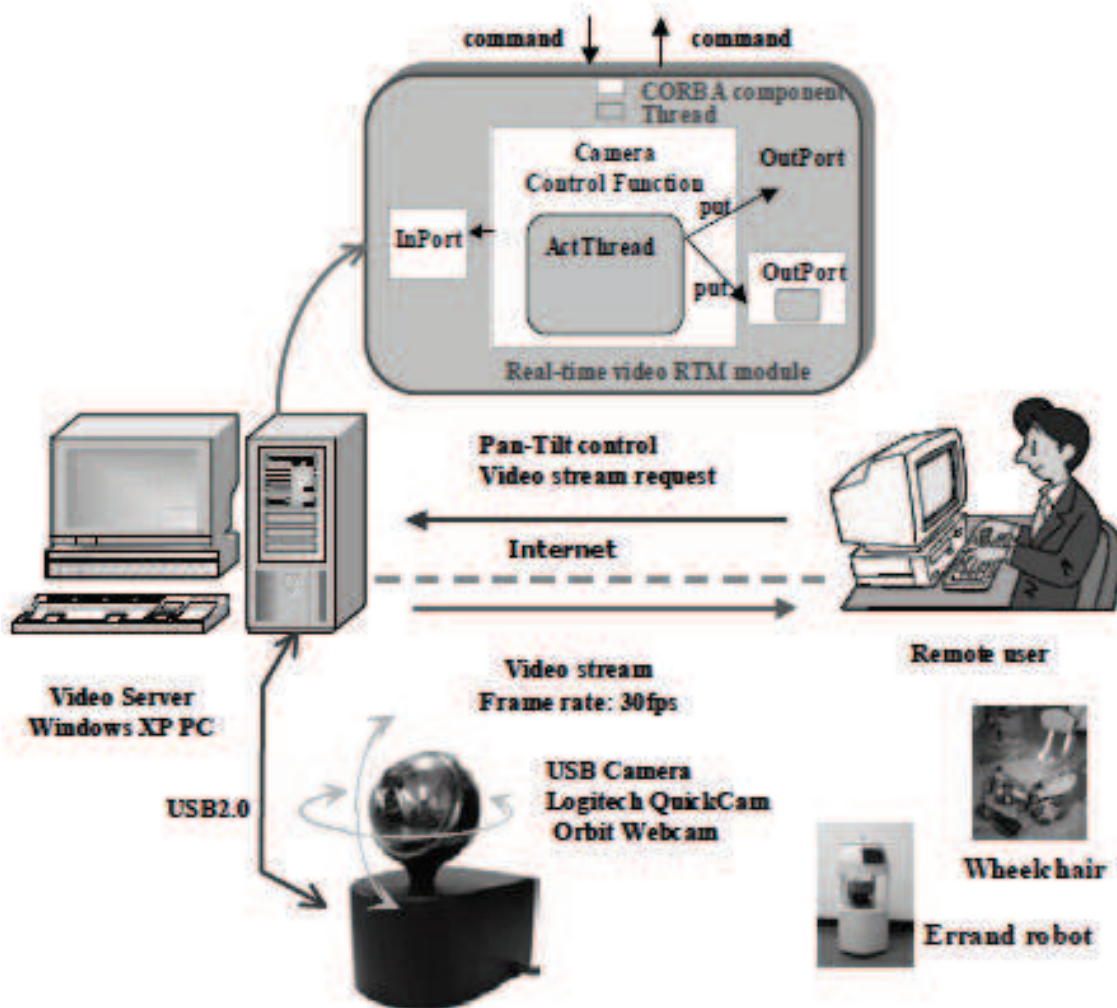 command
command
CORBA component
Thread
Camera
Control Function
OutPort
put
InPort
ActThread
OutPort
put
Real-time video RTM module
Pan-Tilt control
Video stream request
Internet
Remote user
Video stream
Frame rate: 30fps
Video Server
Windows XP PC
USB2.0
USB Camera
Logitech QuickCam
Orbit Webcam
Wheelchair
Errand robot